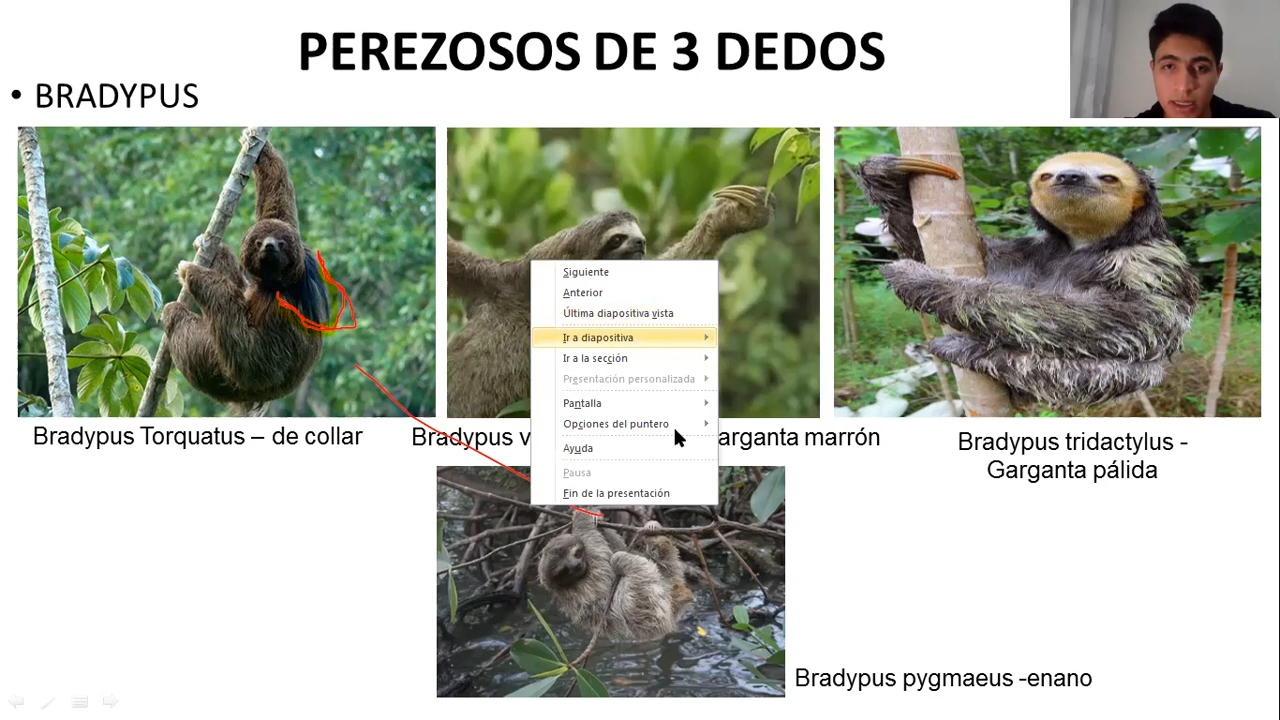 PEREZOSOS DE 3 DEDOS
• BRADYPUS
Bradypus Torquatus – de collar
Bradypus v
arganta marrón
Bradypus tridactylus -
Garganta pálida
Siguiente
Anterior
Última diapositiva vista
Ir a diapositiva
Ir a la sección
Presentación personalizada
Pantalla
Opciones del puntero
Ayuda
Pausa
Fin de la presentación
Bradypus pygmaeus -enano